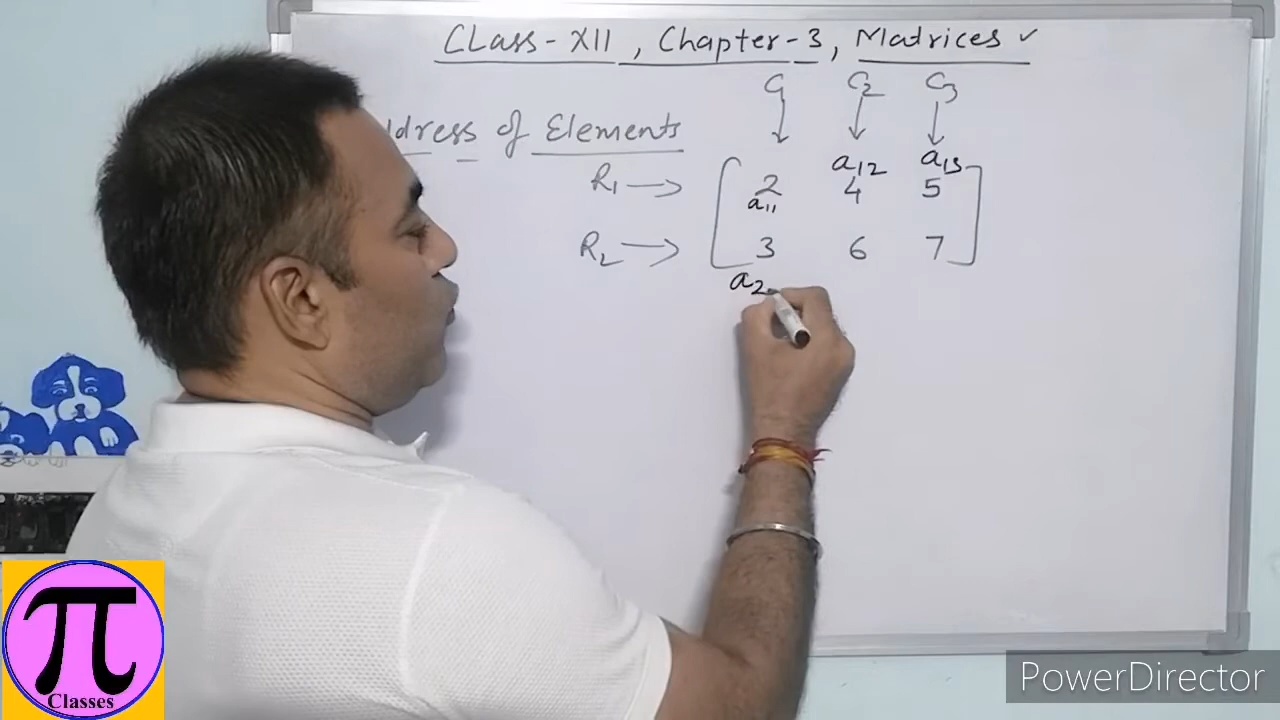 CLass-XII, Chapter-3, Matrices ✓
C1 C2 C3
of Elements
a12 a13
R1 → 2 4 5
a11
R2 → 3 6 7
a2
π
Classes
PowerDirector